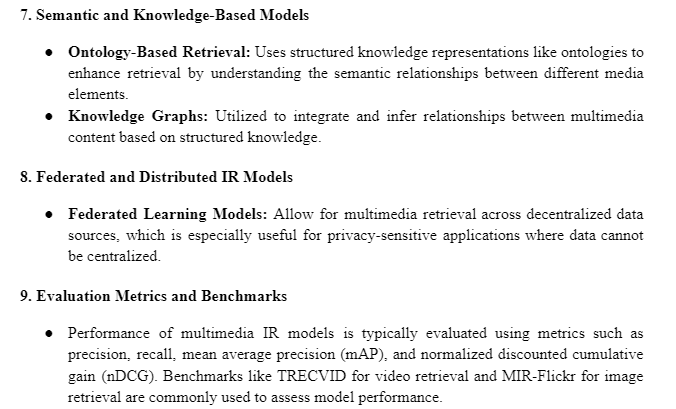 7. Semantic and Knowledge-Based Models
● Ontology-Based Retrieval: Uses structured knowledge representations like ontologies to
enhance retrieval by understanding the semantic relationships between different media
elements.
● Knowledge Graphs: Utilized to integrate and infer relationships between multimedia
content based on structured knowledge.
8. Federated and Distributed IR Models
● Federated Learning Models: Allow for multimedia retrieval across decentralized data
sources, which is especially useful for privacy-sensitive applications where data cannot
be centralized.
9. Evaluation Metrics and Benchmarks
● Performance of multimedia IR models is typically evaluated using metrics such as
precision, recall, mean average precision (mAP), and normalized discounted cumulative
gain (nDCG). Benchmarks like TRECVID for video retrieval and MIR-Flickr for image
retrieval are commonly used to assess model performance.